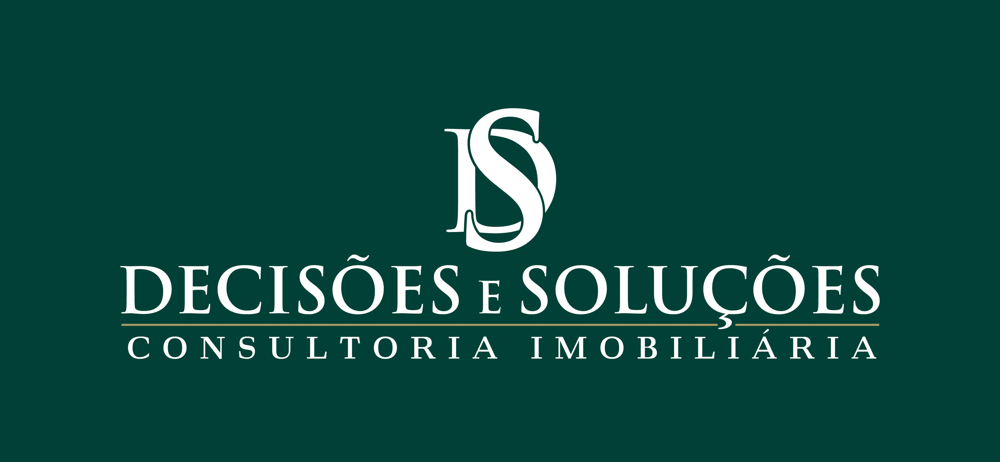 DS
DECISÕES E SOLUÇÕES
CONSULTORIA IMOBILIÁRIA